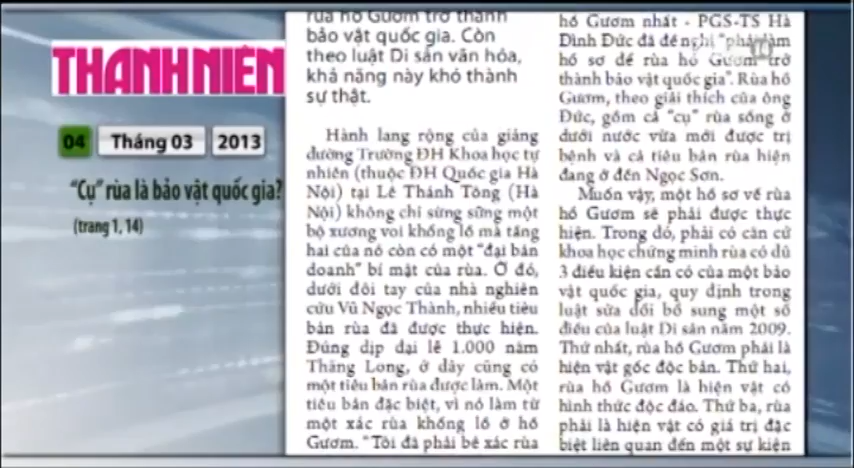 THANH NIÊN
04 Tháng 03 2013
“Cụ” rùa là bảo vật quốc gia?
(trang 1, 14)
rùa hồ Gươm trở thành
bảo vật quốc gia. Còn
theo luật Di sản văn hóa,
khả năng này khó thành
sự thật.
Hành lang rộng của giảng
đường Trường ĐH Khoa học tự
nhiên (thuộc ĐH Quốc gia Hà
Nội) tại Lê Thánh Tông (Hà
Nội) không chỉ sừng sững một
bộ xương voi khổng lồ mà tầng
hai của nó còn có một “đại bản
doanh” bí mật của rùa. Ở đó,
dưới đôi tay của nhà nghiên
cứu Vũ Ngọc Thành, nhiều tiêu
bản rùa đã được thực hiện.
Đúng dịp đại lễ 1.000 năm
Thăng Long, ở đây cũng có
một tiêu bản rùa được làm. Một
tiêu bản đặc biệt, vì nó làm từ
một xác rùa khổng lồ ở hồ
Gươm. “Tôi đã phải bê xác rùa
hồ Gươm nhất - PGS-TS Hà
Đình Đức đã đề nghị “phải làm
hồ sơ để rùa hồ Gươm trở
thành bảo vật quốc gia”. Rùa hồ
Gươm, theo giải thích của ông
Đức, gồm cả “cụ” rùa sống ở
dưới nước vừa mới được trị
bệnh và cả tiêu bản rùa hiện
đang ở đền Ngọc Sơn.
Muốn vậy, một hồ sơ về rùa
hồ Gươm sẽ phải được thực
hiện. Trong đó, phải có căn cứ
khoa học chứng minh rùa có đủ
3 điều kiện cần có của một bảo
vật quốc gia, quy định trong
luật sửa đổi bổ sung một số
điều của luật Di sản năm 2009.
Thứ nhất, rùa hồ Gươm phải là
hiện vật gốc độc bản. Thứ hai,
rùa hồ Gươm là hiện vật có
hình thức độc đáo. Thứ ba, rùa
phải là hiện vật có giá trị đặc
biệt liên quan đến một sự kiện